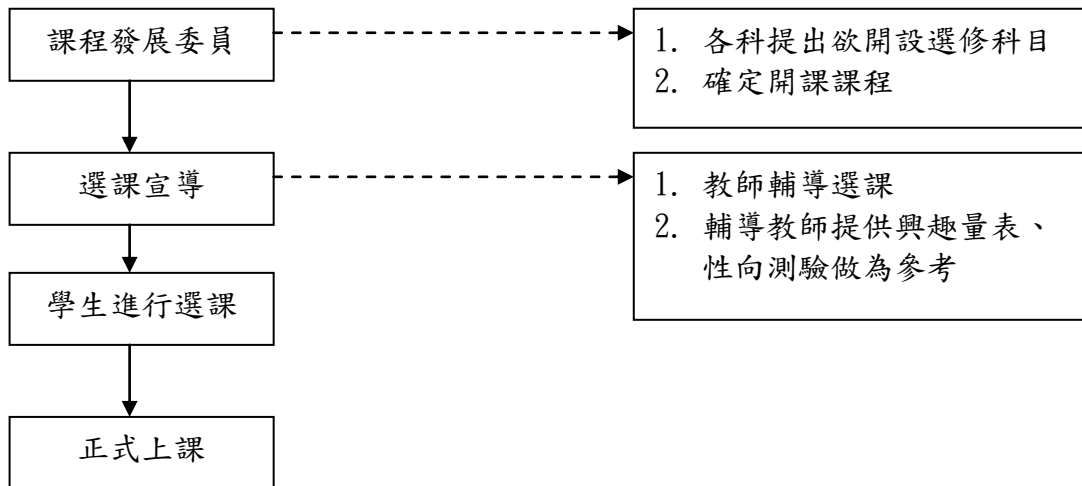 課程發展委員
1. 各科提出欲開設選修科目
2. 確定開課課程
選課宣導
1. 教師輔導選課
2. 輔導教師提供興趣量表、
性向測驗做為參考
學生進行選課
正式上課